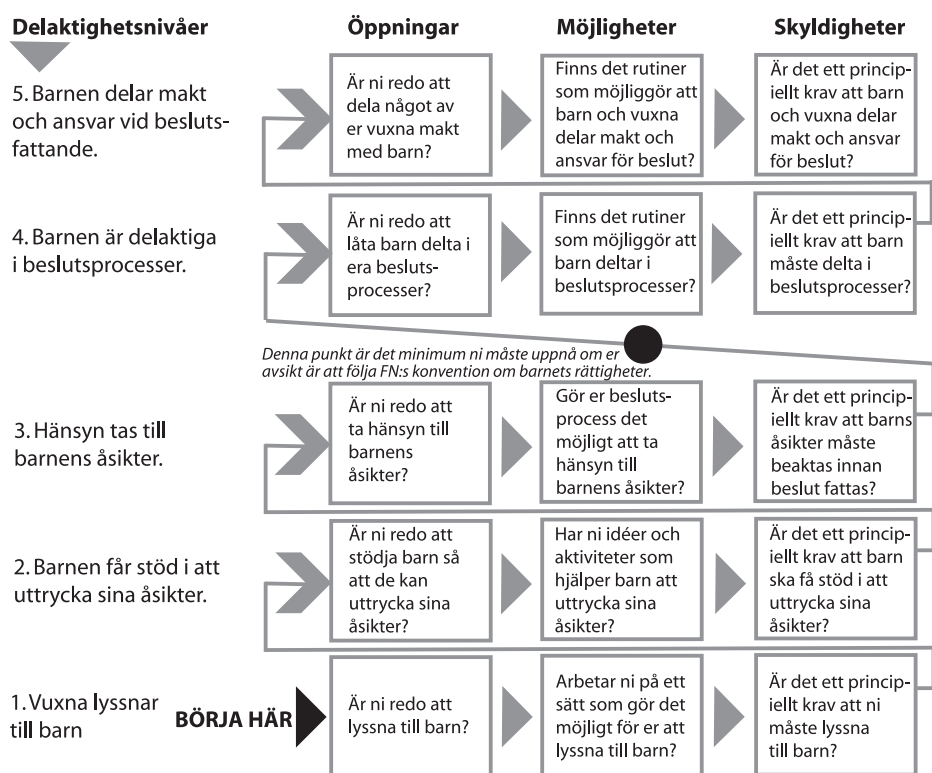 Delaktighetsnivåer
Öppningar
Möjligheter
Skyldigheter
5. Barnen delar makt
och ansvar vid besluts-
fattande.
Är ni redo att
dela något av
er vuxna makt
med barn?
Finns det rutiner
som möjliggör att
barn och vuxna
delar makt och
ansvar för beslut?
Är det ett princip-
iellt krav att barn
och vuxna delar
makt och ansvar
för beslut?
4. Barnen är delaktiga
i beslutsprocesser.
Är ni redo att
låta barn delta i
era besluts-
processer?
Finns det rutiner
som möjliggör att
barn deltar i
beslutsprocesser?
Är det ett princip-
iellt krav att barn
måste delta i
beslutsprocesser?
Denna punkt är det minimum ni måste uppnå om er
avsikt är att följa FN:s konvention om barnets rättigheter.
3. Hänsyn tas till
barnens åsikter.
Är ni redo att
ta hänsyn till
barnens
åsikter?
Gör er besluts-
process det
möjligt att ta
hänsyn till
barnens åsikter?
Är det ett princip-
iellt krav att barns
åsikter måste
beaktas innan
beslut fattas?
2. Barnen får stöd i att
uttrycka sina åsikter.
Är ni redo att
stödja barn så
att de kan
uttrycka sina
åsikter?
Har ni idéer och
aktiviteter som
hjälper barn att
uttrycka sina
åsikter?
Är det ett princip-
iellt krav att barn
ska få stöd i att
uttrycka sina
åsikter?
1. Vuxna lyssnar
till barn
BÖRJA HÄR
Är ni redo att
lyssna till barn?
Arbetar ni på ett
sätt som gör det
möjligt för er att
lyssna till barn?
Är det ett princip-
iellt krav att ni
måste lyssna
till barn?